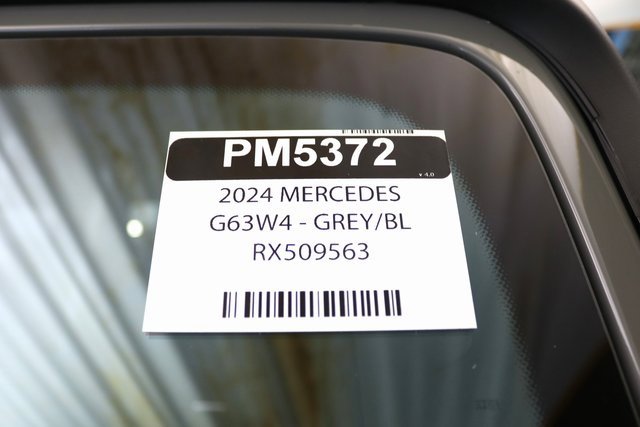 PM5372
v 4.0
2024 MERCEDES
G63W4 - GREY/BL
RX509563